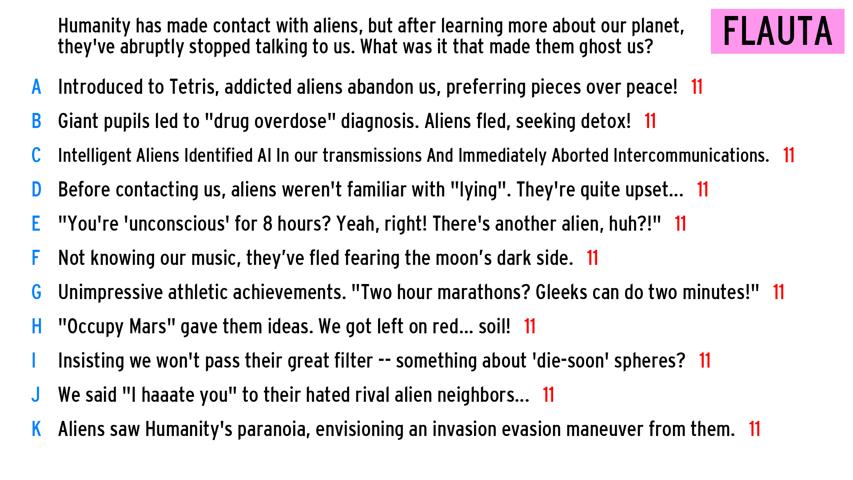 Humanity has made contact with aliens, but after learning more about our planet,
they've abruptly stopped talking to us. What was it that made them ghost us?
FLAUTA
A Introduced to Tetris, addicted aliens abandon us, preferring pieces over peace! 11
B Giant pupils led to "drug overdose" diagnosis. Aliens fled, seeking detox! 11
C Intelligent Aliens Identified AI In our transmissions And Immediately Aborted Intercommunications. 11
D Before contacting us, aliens weren't familiar with "lying". They're quite upset... 11
E "You're 'unconscious' for 8 hours? Yeah, right! There's another alien, huh?!" 11
F Not knowing our music, they’ve fled fearing the moon’s dark side. 11
G Unimpressive athletic achievements. "Two hour marathons? Gleeks can do two minutes!" 11
H "Occupy Mars" gave them ideas. We got left on red... soil! 11
I Insisting we won't pass their great filter -- something about 'die-soon' spheres? 11
J We said "I haaate you" to their hated rival alien neighbors... 11
K Aliens saw Humanity's paranoia, envisioning an invasion evasion maneuver from them. 11